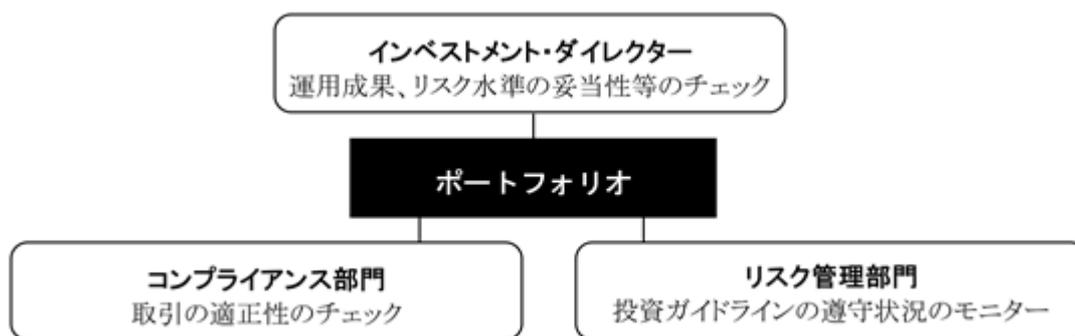 インベストメント・ダイレクター
運用成果、リスク水準の妥当性等のチェック
ポートフォリオ
コンプライアンス部門
取引の適正性のチェック
リスク管理部門
投資ガイドラインの遵守状況のモニター